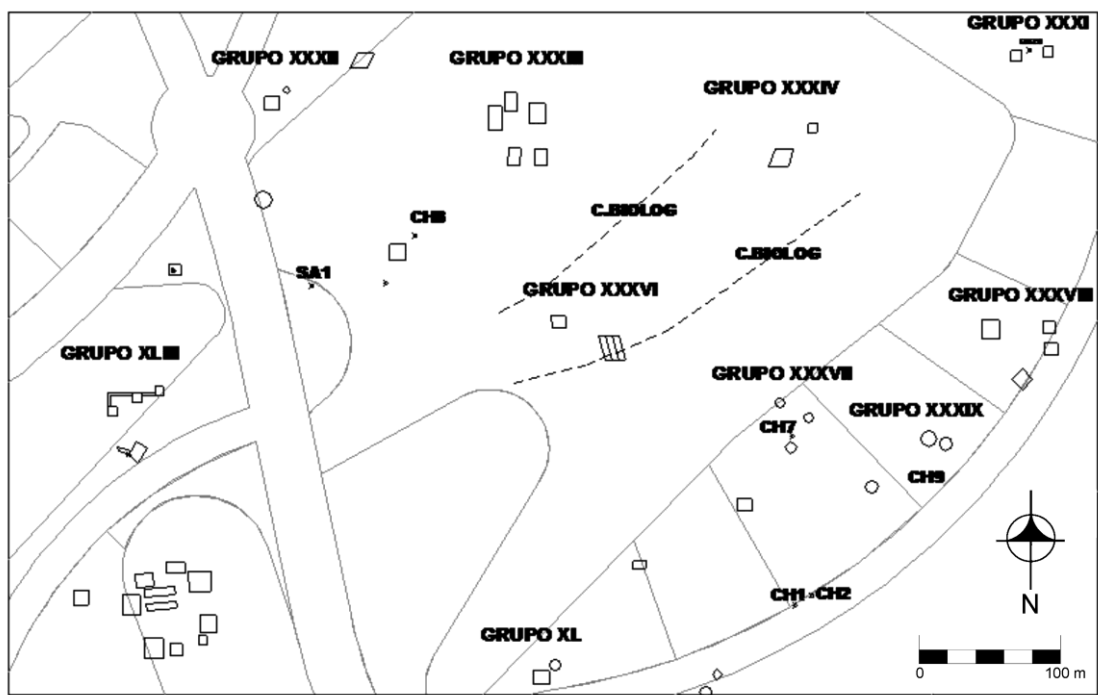 GRUPO XXXI
GRUPO XXXII
GRUPO XXXIII
GRUPO XXXIV
C.BIOLOG
CH8
C.BIOLOG
SA1
GRUPO XXXVI
GRUPO XXXVIII
GRUPO XLIII
GRUPO XXXVII
GRUPO XXXIX
CH7
CH9
CH1
CH2
N
GRUPO XL
0
100 m